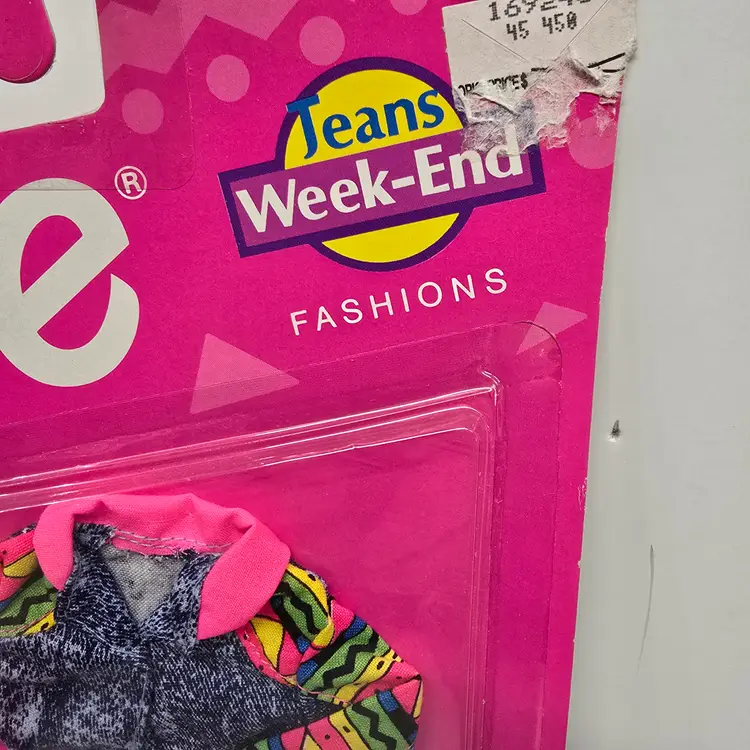 45 450
e®
Jeans
Week-End
FASHIONS